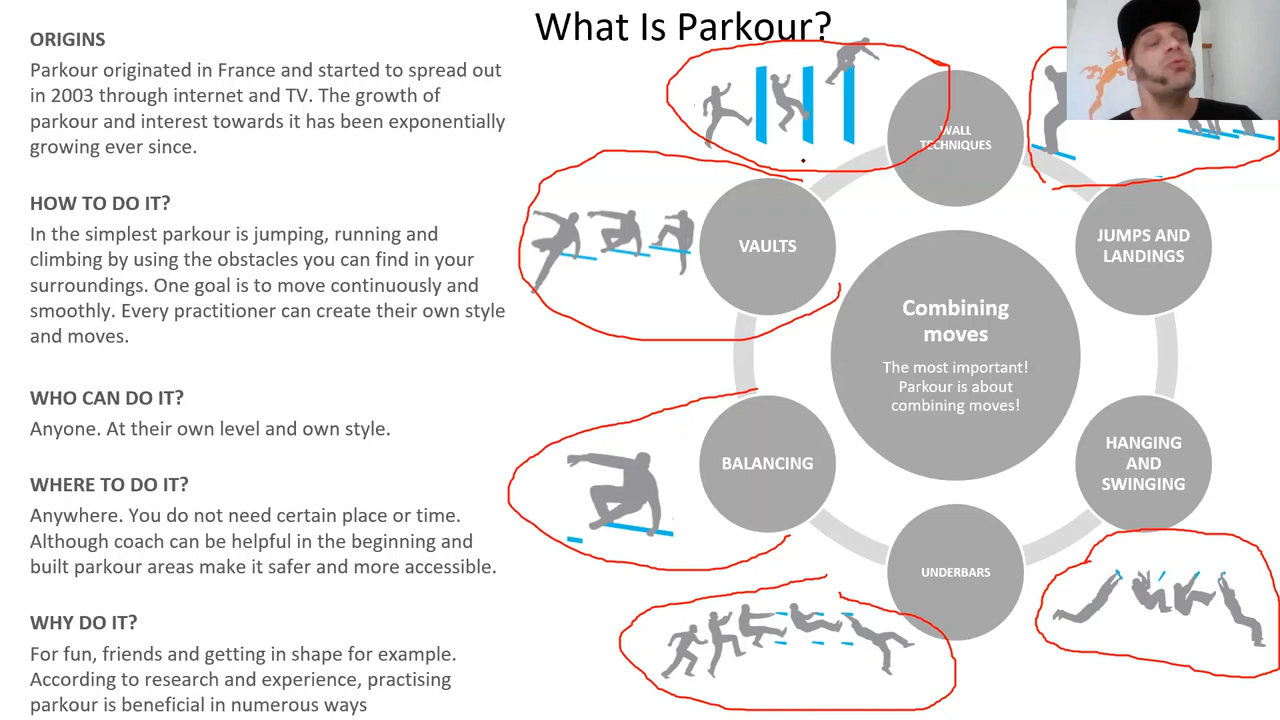 What Is Parkour?
ORIGINS
Parkour originated in France and started to spread out
in 2003 through internet and TV. The growth of
parkour and interest towards it has been exponentially
growing ever since.
HOW TO DO IT?
In the simplest parkour is jumping, running and
climbing by using the obstacles you can find in your
surroundings. One goal is to move continuously and
smoothly. Every practitioner can create their own style
and moves.
WHO CAN DO IT?
Anyone. At their own level and own style.
WHERE TO DO IT?
Anywhere. You do not need certain place or time.
Although coach can be helpful in the beginning and
built parkour areas make it safer and more accessible.
WHY DO IT?
For fun, friends and getting in shape for example.
According to research and experience, practising
parkour is beneficial in numerous ways
WALL
TECHNIQUES
VAULTS
JUMPS AND
LANDINGS
Combining
moves
The most important!
Parkour is about
combining moves!
BALANCING
HANGING
AND
SWINGING
UNDERBARS